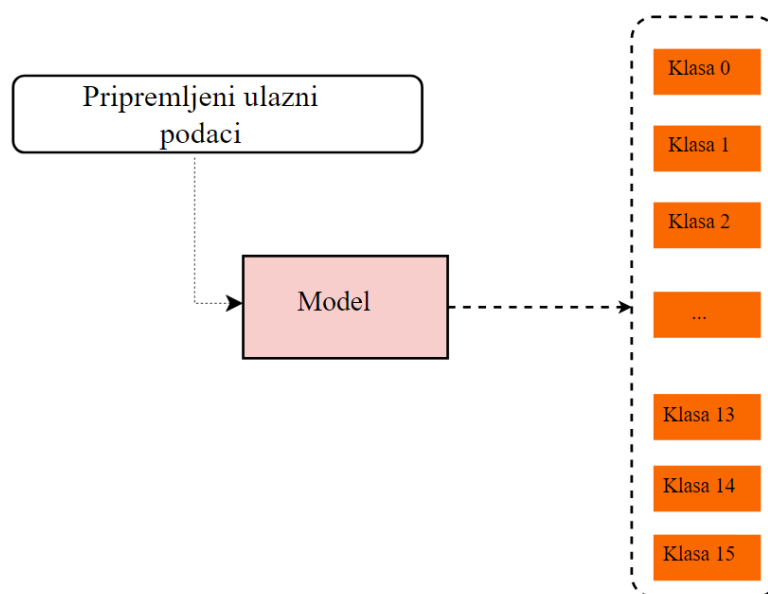 Pripremljeni ulazni
podaci
Model
Klasa 0
Klasa 1
Klasa 2
...
Klasa 13
Klasa 14
Klasa 15